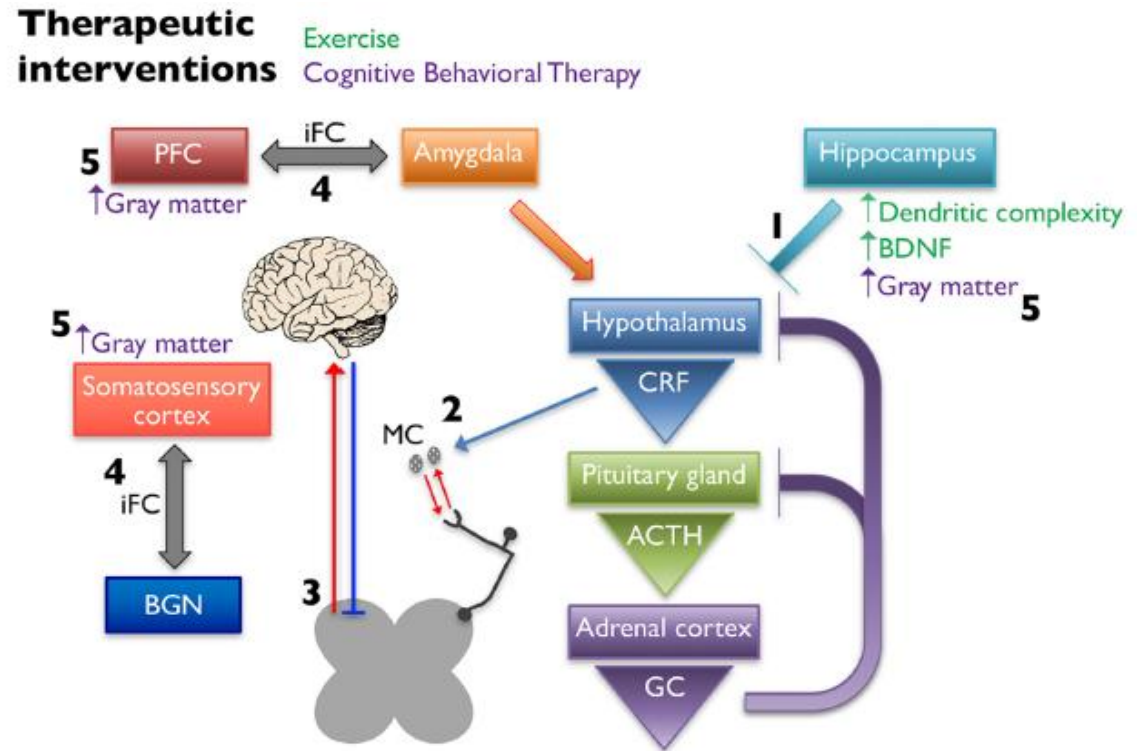 Therapeutic
interventions
Exercise
Cognitive Behavioral Therapy
5
PFC
↑Gray matter
iFC
4
Amygdala
Hippocampus
1
↑Dendritic complexity
↑BDNF
↑Gray matter
5
5
↑Gray matter
Somatosensory
cortex
4
iFC
BGN
2
MC
3
Hypothalamus
CRF
Pituitary gland
ACTH
Adrenal cortex
GC